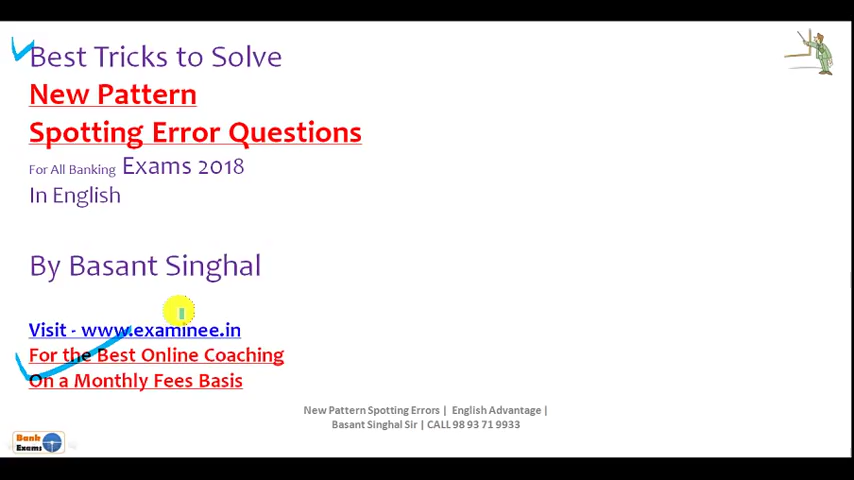 Best Tricks to Solve
New Pattern
Spotting Error Questions
For All Banking Exams 2018
In English
By Basant Singhal
Visit - www.examinee.in
For the Best Online Coaching
On a Monthly Fees Basis
New Pattern Spotting Errors | English Advantage |
Basant Singhal Sir | CALL 98 93 71 9933
Bank
Exams